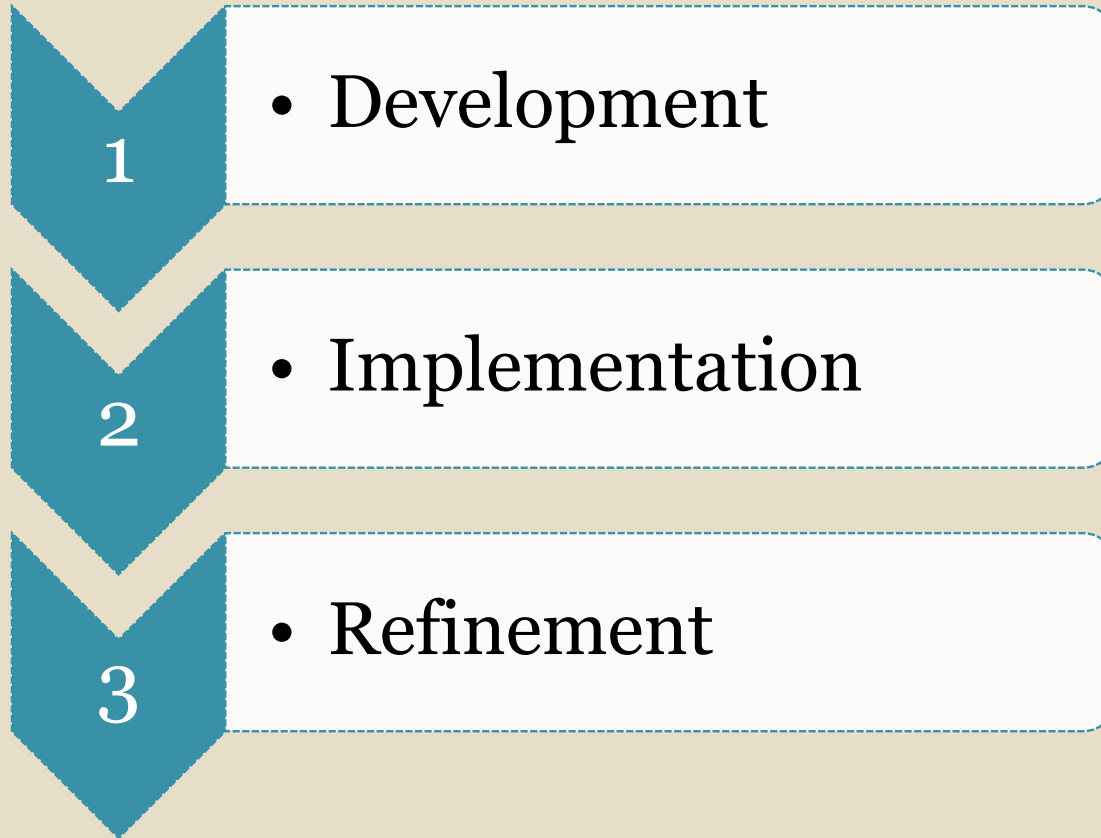 1
• Development
2
• Implementation
3
• Refinement